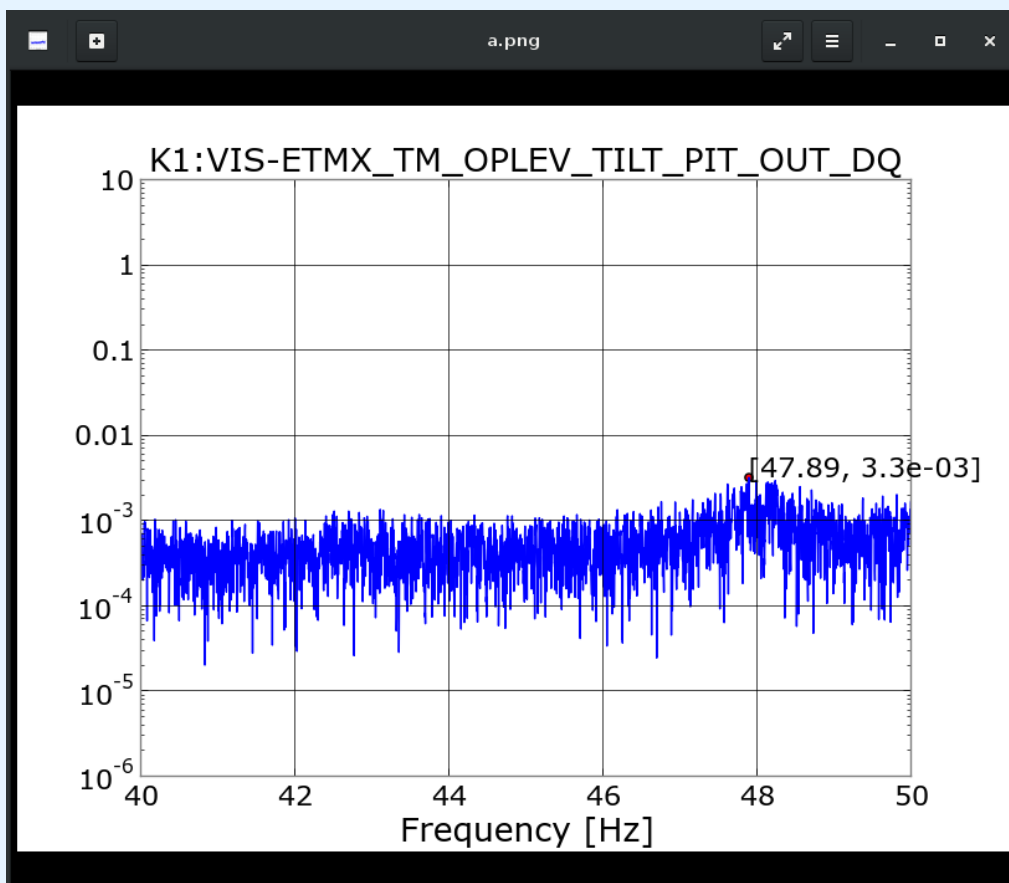 a.png
K1:VIS-ETMX_TM_OPLEV_TILT_PIT_OUT_DQ
10
1
0.1
0.01
[47.89, 3.3e-03]
10⁻³
10⁻⁴
10⁻⁵
10⁻⁶
40 42 44 46 48 50
Frequency [Hz]